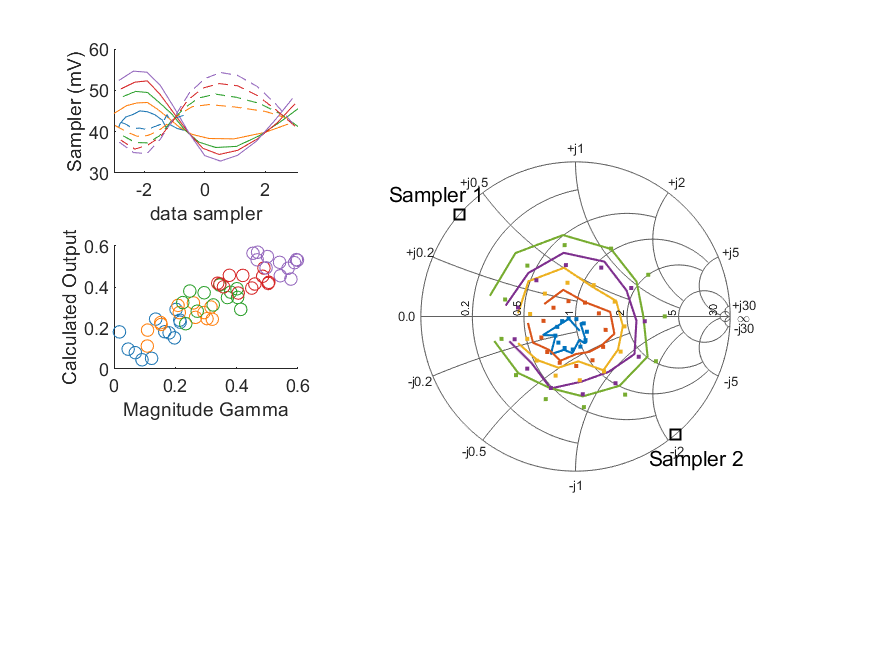 60
50
40
30
Sampler (mV)
-2 0 2
data sampler
0.6
0.4
0.2
0
Calculated Output
0 0.2 0.4 0.6
Magnitude Gamma
+j1
Sampler 1
+j0.5
+j2
+j0.2
+j5
0.0
0.2
0.5
1
2
5
30
+j30
∞
-j30
-j0.2
-j5
-j0.5
-j2
Sampler 2
-j1